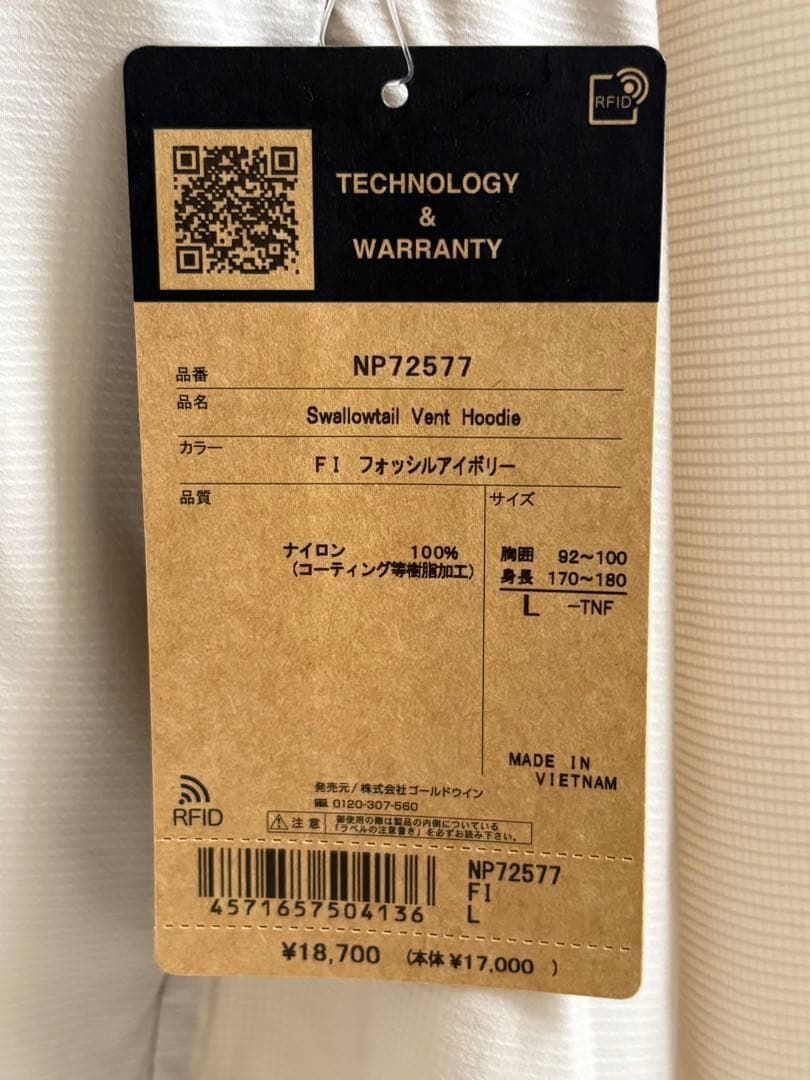 RFID
TECHNOLOGY
&
WARRANTY
品番 NP72577
品名 Swallowtail Vent Hoodie
カラー FI フォッシルアイボリー
品質
ナイロン 100%
(コーティング等樹脂加工)
サイズ
胸囲 92～100
身長 170～180
L -TNF
MADE IN
VIETNAM
RFID
発売元/株式会社ゴールドウイン
0120-307-560
注意
御使用の際は製品の内側についている
「ラベルの注意書き」を必ずお読み下さい。
4571657504136
NP72577
FI
L
¥18,700 (本体¥17,000 )